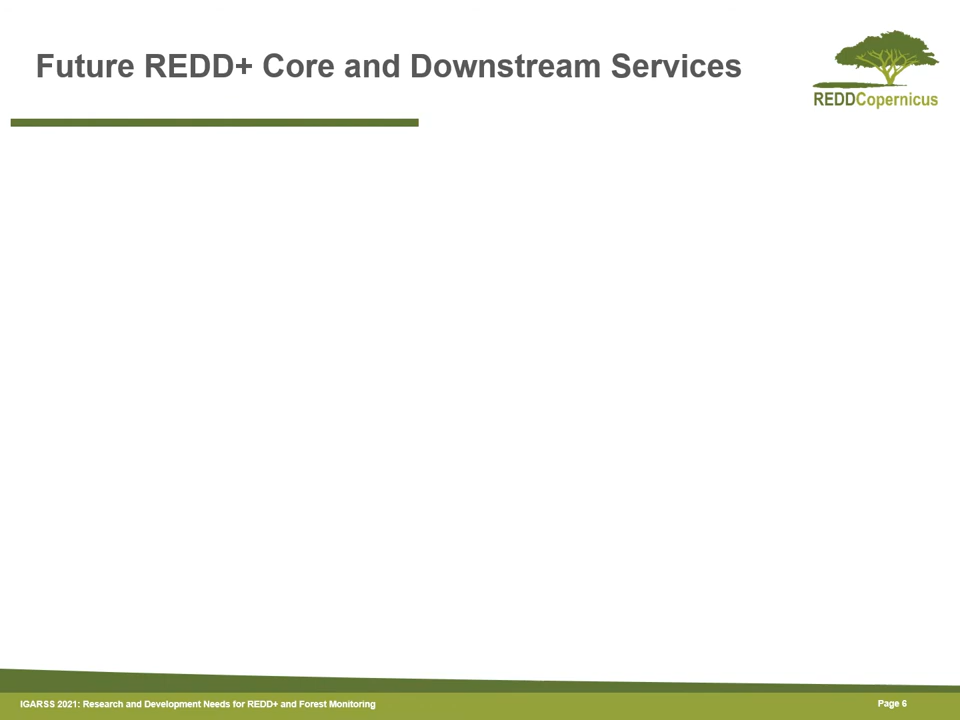 Future REDD+ Core and Downstream Services
REDDCopernicus
IGARSS 2021: Research and Development Needs for REDD+ and Forest Monitoring
Page 6